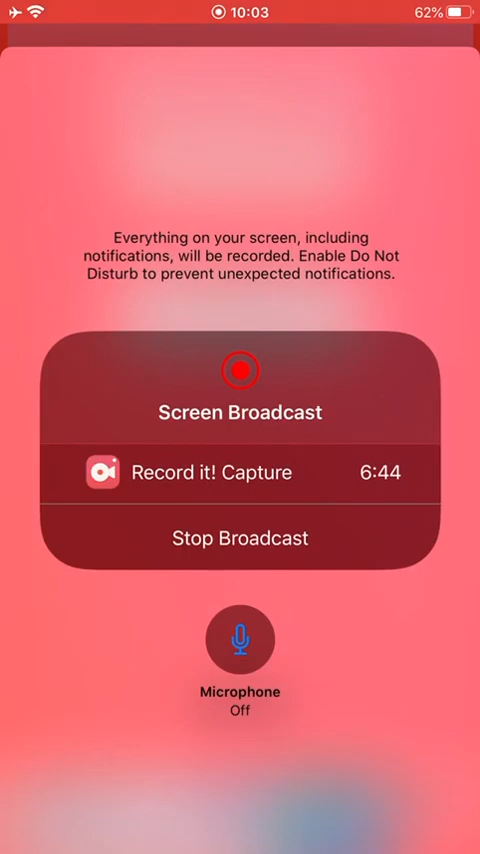 10:03
62%
Everything on your screen, including
notifications, will be recorded. Enable Do Not
Disturb to prevent unexpected notifications.
Screen Broadcast
Record it! Capture 6:44
Stop Broadcast
Microphone
Off